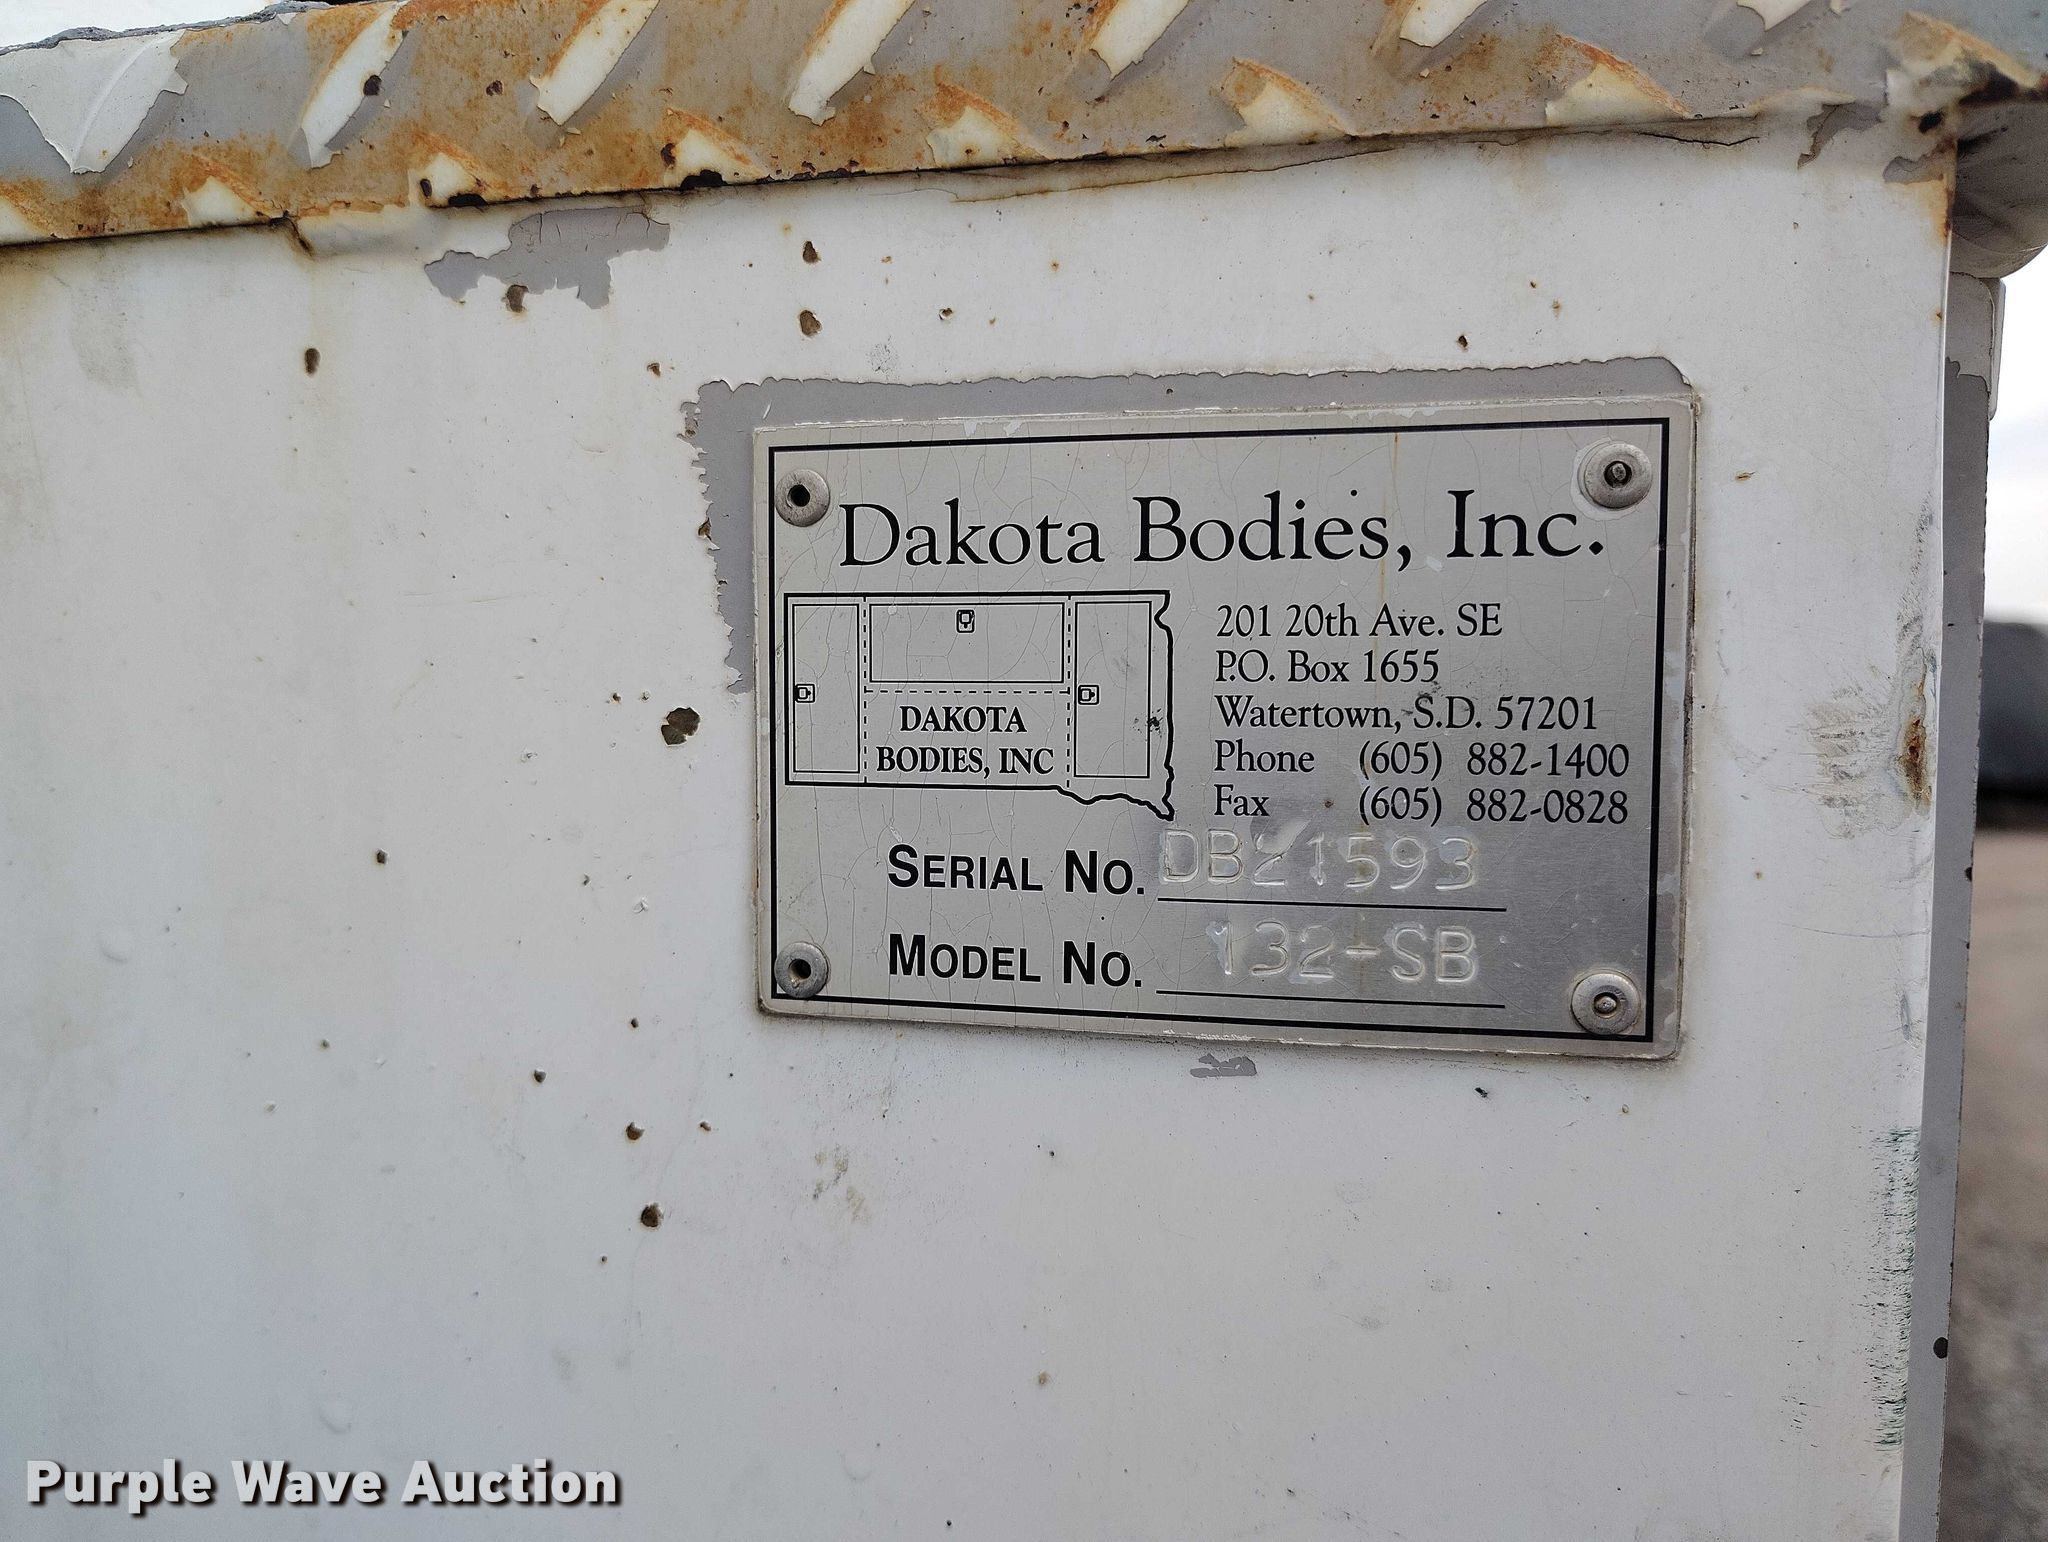 Dakota Bodies, Inc.
DAKOTA
BODIES, INC
201 20th Ave. SE
P.O. Box 1655
Watertown, S.D. 57201
Phone (605) 882-1400
Fax (605) 882-0828
SERIAL NO. DB21593
MODEL NO. 132-SB
Purple Wave Auction